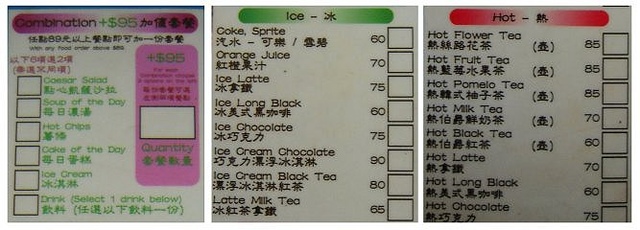 Combination +$95 加值套餐
任點89元以上餐點即可加一份套餐
With any food order above $89.
以下6項選2項
+$95
Caesar Salad
點心凱薩沙拉
Soup of the Day
每日濃湯
Hot Chips
薯條
Cake of the Day
每日蛋糕
Ice Cream
冰淇淋
Drink (Select 1 drink below)
飲料 (任選以下飲料一份)
Quantity
套餐數量
Ice - 冰
Coke, Sprite
汽水 - 可樂 / 雪碧 60
Orange Juice
紅橙果汁 70
Ice Latte
冰拿鐵 75
Ice Long Black
冰美式黑咖啡 60
Ice Chocolate
冰巧克力 75
Ice Cream Chocolate
巧克力漂浮冰淇淋 90
Ice Cream Black Tea
漂浮冰淇淋紅茶 80
Latte Milk Tea
冰紅茶拿鐵 65
Hot - 熱
Hot Flower Tea
熱絲路花茶 (壺) 85
Hot Fruit Tea
熱藍莓水果茶 (壺) 85
Hot Pomelo Tea
熱韓式柚子茶 (壺) 85
Hot Milk Tea
熱伯爵鮮奶茶 (壺) 70
Hot Black Tea
熱伯爵紅茶 (壺) 60
Hot Latte
熱拿鐵 70
Hot Long Black
熱美式黑咖啡 60
Hot Chocolate
熱巧克力 75